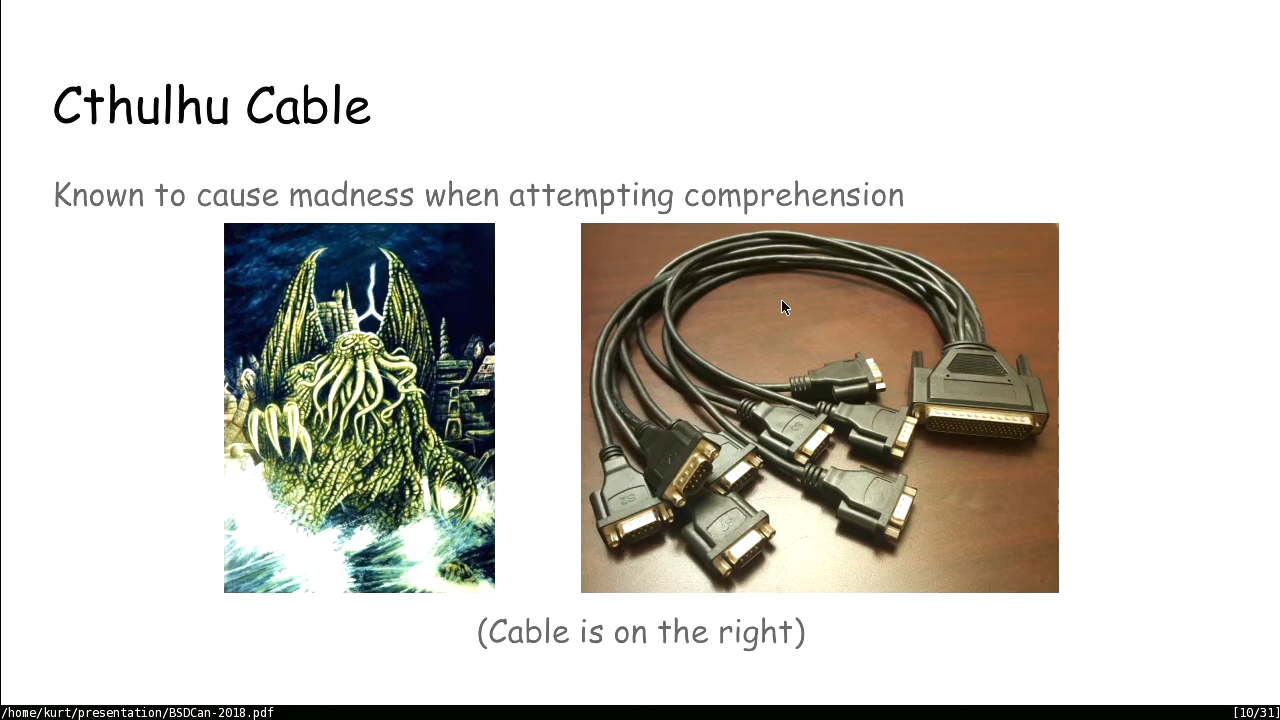 Cthulhu Cable
Known to cause madness when attempting comprehension
(Cable is on the right)
/home/kurt/presentation/BSDCan-2018.pdf
[10/31]